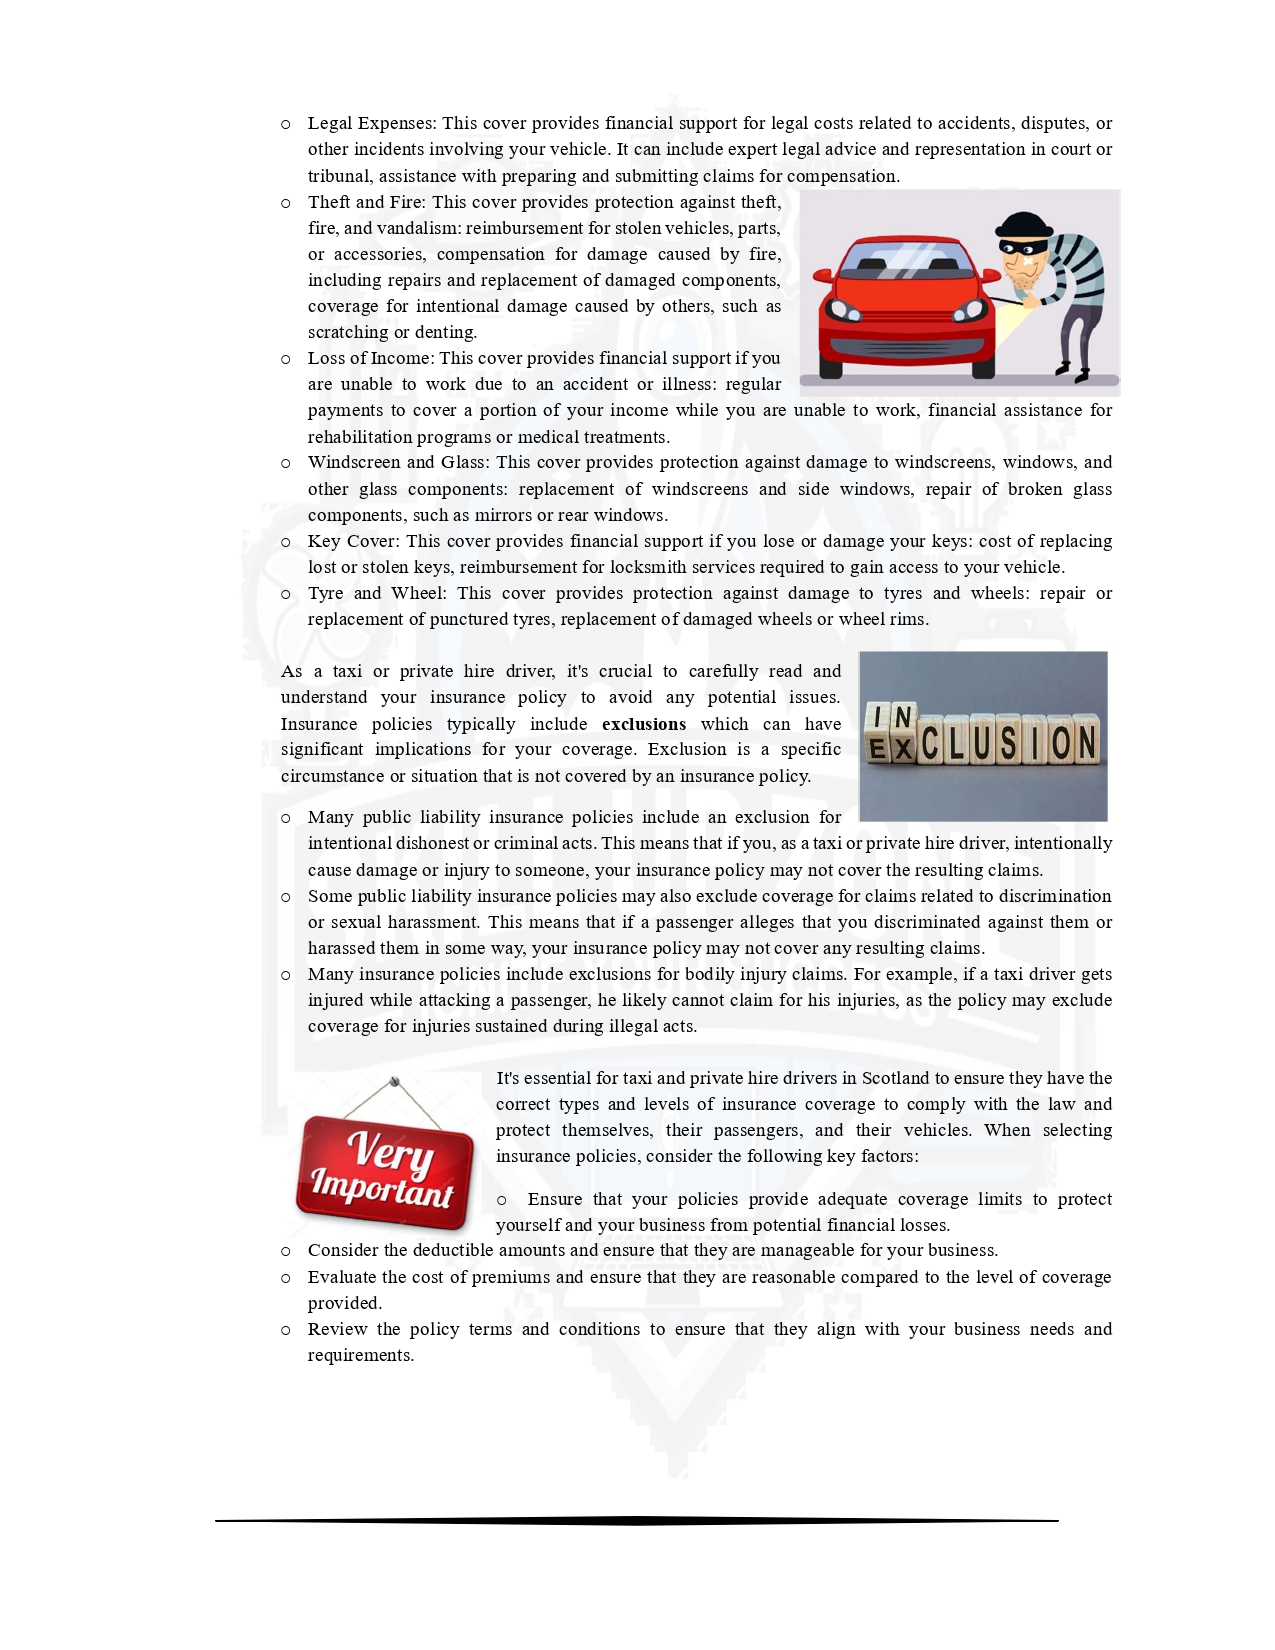 o Legal Expenses: This cover provides financial support for legal costs related to accidents, disputes, or
other incidents involving your vehicle. It can include expert legal advice and representation in court or
tribunal, assistance with preparing and submitting claims for compensation.
o Theft and Fire: This cover provides protection against theft,
fire, and vandalism: reimbursement for stolen vehicles, parts,
or accessories, compensation for damage caused by fire,
including repairs and replacement of damaged components,
coverage for intentional damage caused by others, such as
scratching or denting.
o Loss of Income: This cover provides financial support if you
are unable to work due to an accident or illness: regular
payments to cover a portion of your income while you are unable to work, financial assistance for
rehabilitation programs or medical treatments.
o Windscreen and Glass: This cover provides protection against damage to windscreens, windows, and
other glass components: replacement of windscreens and side windows, repair of broken glass
components, such as mirrors or rear windows.
o Key Cover: This cover provides financial support if you lose or damage your keys: cost of replacing
lost or stolen keys, reimbursement for locksmith services required to gain access to your vehicle.
o Tyre and Wheel: This cover provides protection against damage to tyres and wheels: repair or
replacement of punctured tyres, replacement of damaged wheels or wheel rims.
As a taxi or private hire driver, it's crucial to carefully read and
understand your insurance policy to avoid any potential issues.
Insurance policies typically include exclusions which can have
significant implications for your coverage. Exclusion is a specific
circumstance or situation that is not covered by an insurance policy.
IN
EXCLUSION
o Many public liability insurance policies include an exclusion for
intentional dishonest or criminal acts. This means that if you, as a taxi or private hire driver, intentionally
cause damage or injury to someone, your insurance policy may not cover the resulting claims.
o Some public liability insurance policies may also exclude coverage for claims related to discrimination
or sexual harassment. This means that if a passenger alleges that you discriminated against them or
harassed them in some way, your insurance policy may not cover any resulting claims.
o Many insurance policies include exclusions for bodily injury claims. For example, if a taxi driver gets
injured while attacking a passenger, he likely cannot claim for his injuries, as the policy may exclude
coverage for injuries sustained during illegal acts.
Very
Important
It's essential for taxi and private hire drivers in Scotland to ensure they have the
correct types and levels of insurance coverage to comply with the law and
protect themselves, their passengers, and their vehicles. When selecting
insurance policies, consider the following key factors:
o Ensure that your policies provide adequate coverage limits to protect
yourself and your business from potential financial losses.
o Consider the deductible amounts and ensure that they are manageable for your business.
o Evaluate the cost of premiums and ensure that they are reasonable compared to the level of coverage
provided.
o Review the policy terms and conditions to ensure that they align with your business needs and
requirements.